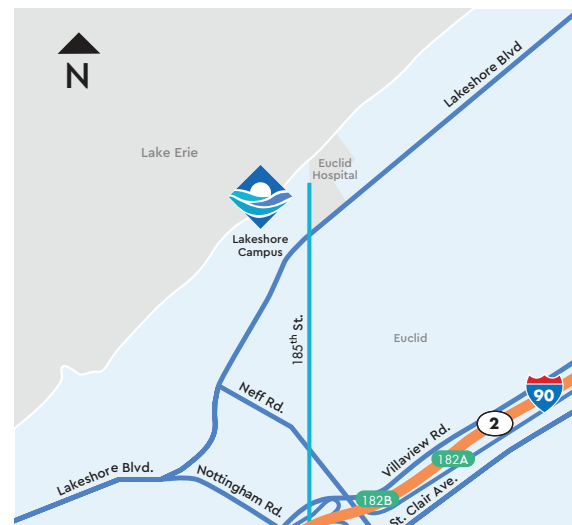 N
Lakeshore Blvd
Lake Erie
Euclid
Hospital
Lakeshore
Campus
185th St.
Euclid
Neff Rd.
90
2
Villaview Rd.
182A
Lakeshore Blvd.
Nottingham Rd.
182B
St. Clair Ave.